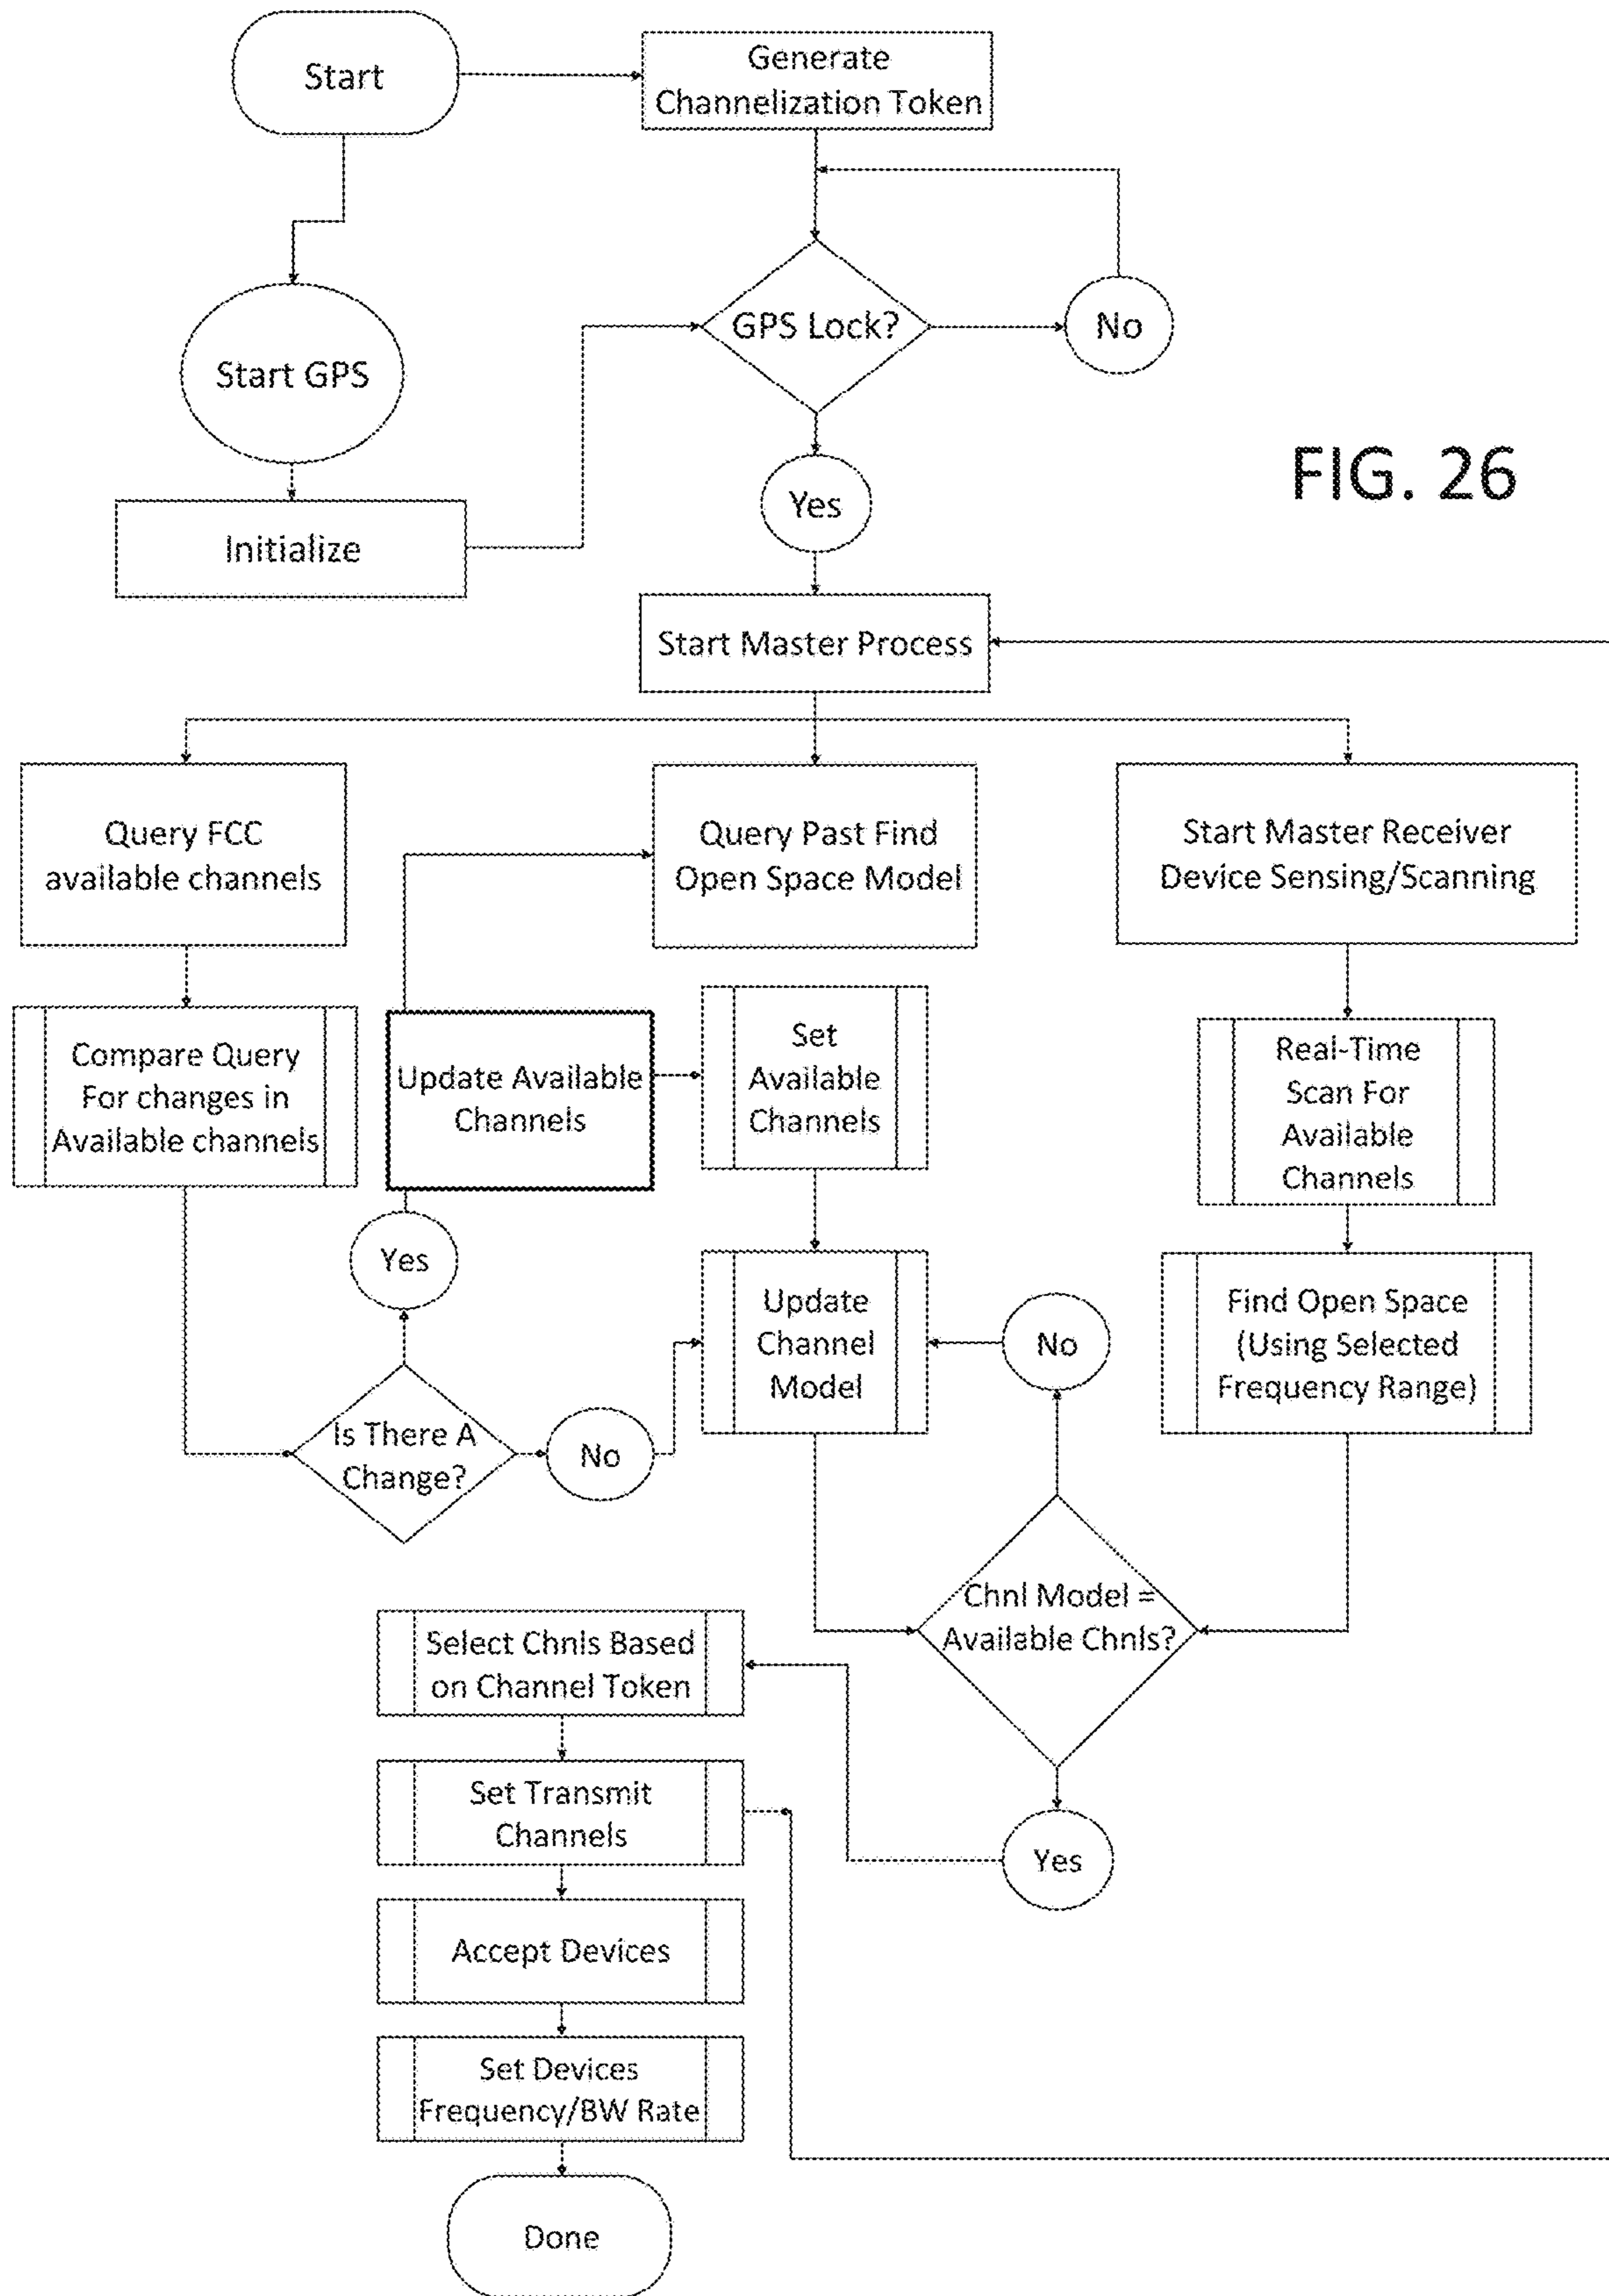 Start
Generate
Channelization Token
GPS Lock?
No
Start GPS
FIG. 26
Yes
Initialize
Start Master Process
Query FCC
available channels
Query Past Find
Open Space Model
Start Master Receiver
Device Sensing/Scanning
Compare Query
For changes in
Available channels
Update Available
Channels
Set
Available
Channels
Real-Time
Scan For
Available
Channels
Yes
Update
Channel
Model
No
Find Open Space
(Using Selected
Frequency Range)
Is There A
Change?
No
Chnl Model =
Available Chnls?
Select Chnls Based
on Channel Token
Set Transmit
Channels
Yes
Accept Devices
Set Devices
Frequency/BW Rate
Done